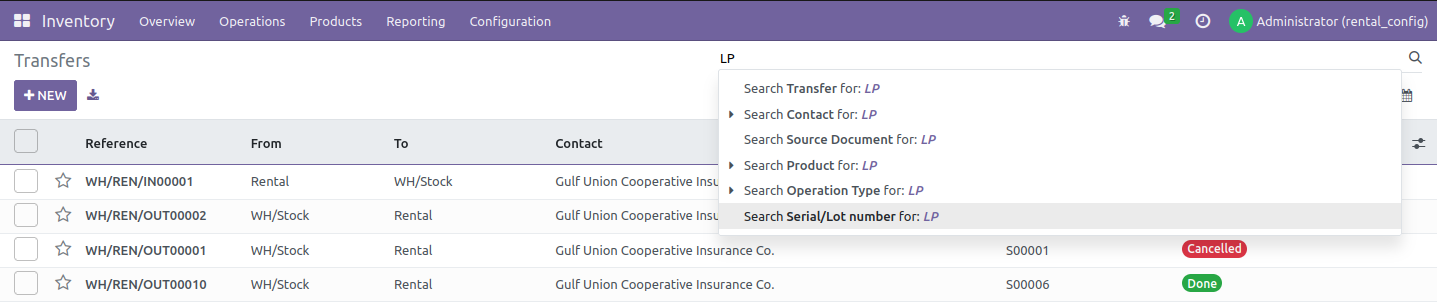 Inventory Overview Operations Products Reporting Configuration 2 A Administrator (rental_config)
Transfers LP
+ NEW
Search Transfer for: LP
Search Contact for: LP
Search Source Document for: LP
Search Product for: LP
Search Operation Type for: LP
Search Serial/Lot number for: LP
Reference From To Contact
WH/REN/IN00001 Rental WH/Stock Gulf Union Cooperative Insu
WH/REN/OUT00002 WH/Stock Rental Gulf Union Cooperative Insu
WH/REN/OUT00001 WH/Stock Rental Gulf Union Cooperative Insurance Co. S00001 Cancelled
WH/REN/OUT00010 WH/Stock Rental Gulf Union Cooperative Insurance Co. S00006 Done